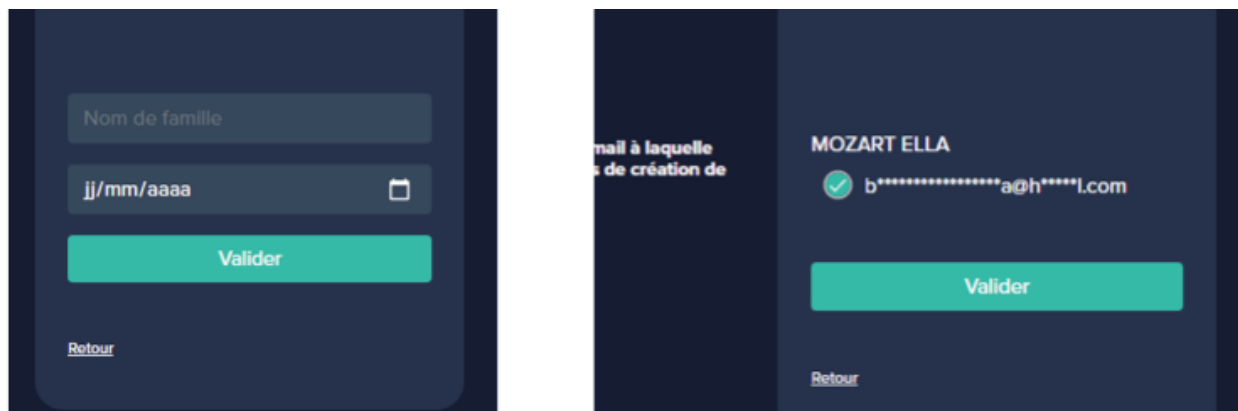 Nom de famille
jj/mm/aaaa
Valider
Retour
mail à laquelle
de création de
MOZART ELLA
b******************a@h*****l.com
Valider
Retour